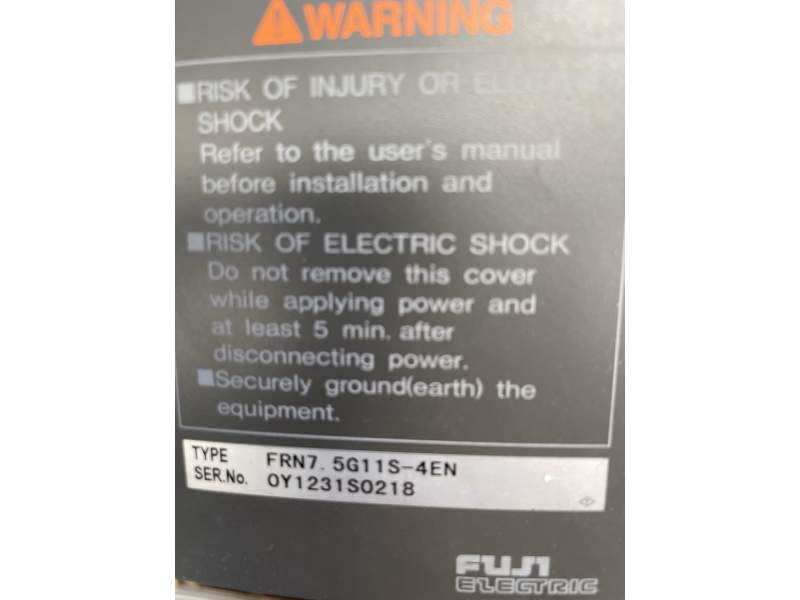 WARNING
■RISK OF INJURY OR ELECTRIC
SHOCK
Refer to the user's manual
before installation and
operation.
■RISK OF ELECTRIC SHOCK
Do not remove this cover
while applying power and
at least 5 min. after
disconnecting power.
■Securely ground(earth) the
equipment.
TYPE FRN7.5G11S-4EN
SER.No. 0Y1231S0218
FUJI
ELECTRIC